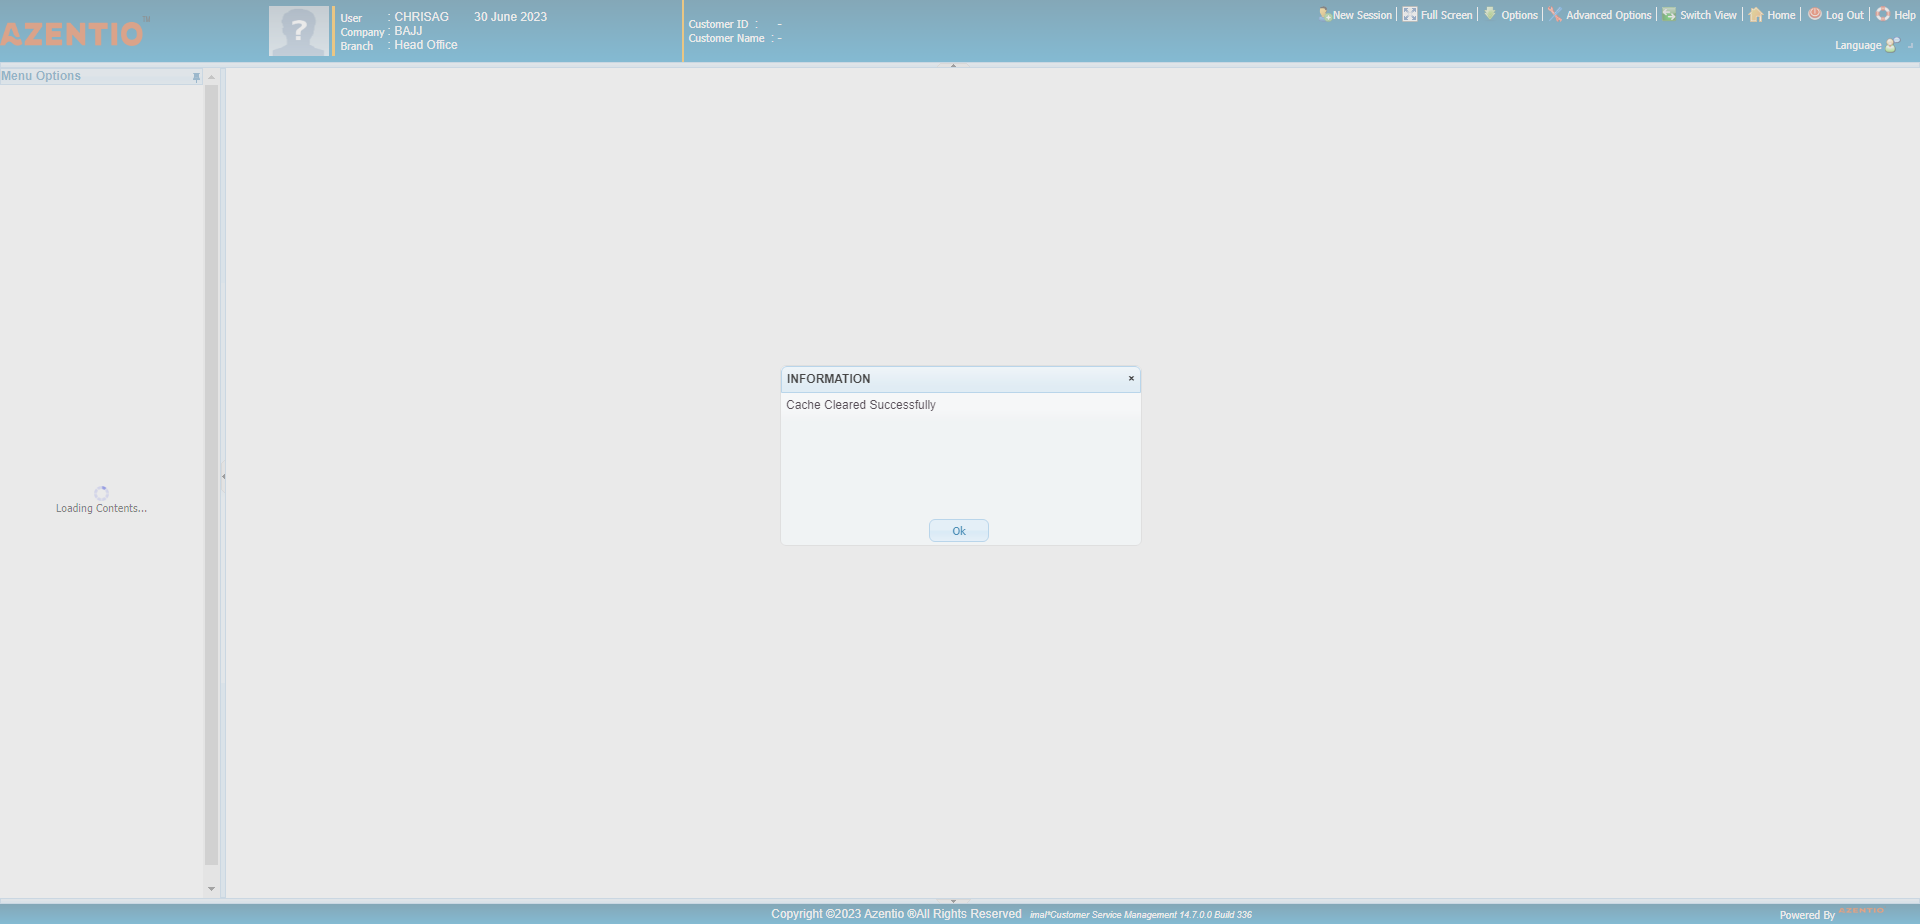 AZENTIO™
User : CHRISAG 30 June 2023
Company : BAJJ
Branch : Head Office
Customer ID : -
Customer Name : -
New Session Full Screen Options Advanced Options Switch View Home Log Out Help
Language
Menu Options
INFORMATION
Cache Cleared Successfully
Loading Contents...
Ok
Copyright ©2023 Azentio ®All Rights Reserved imal*Customer Service Management 14.7.0.0 Build 336
Powered By AZENTIO